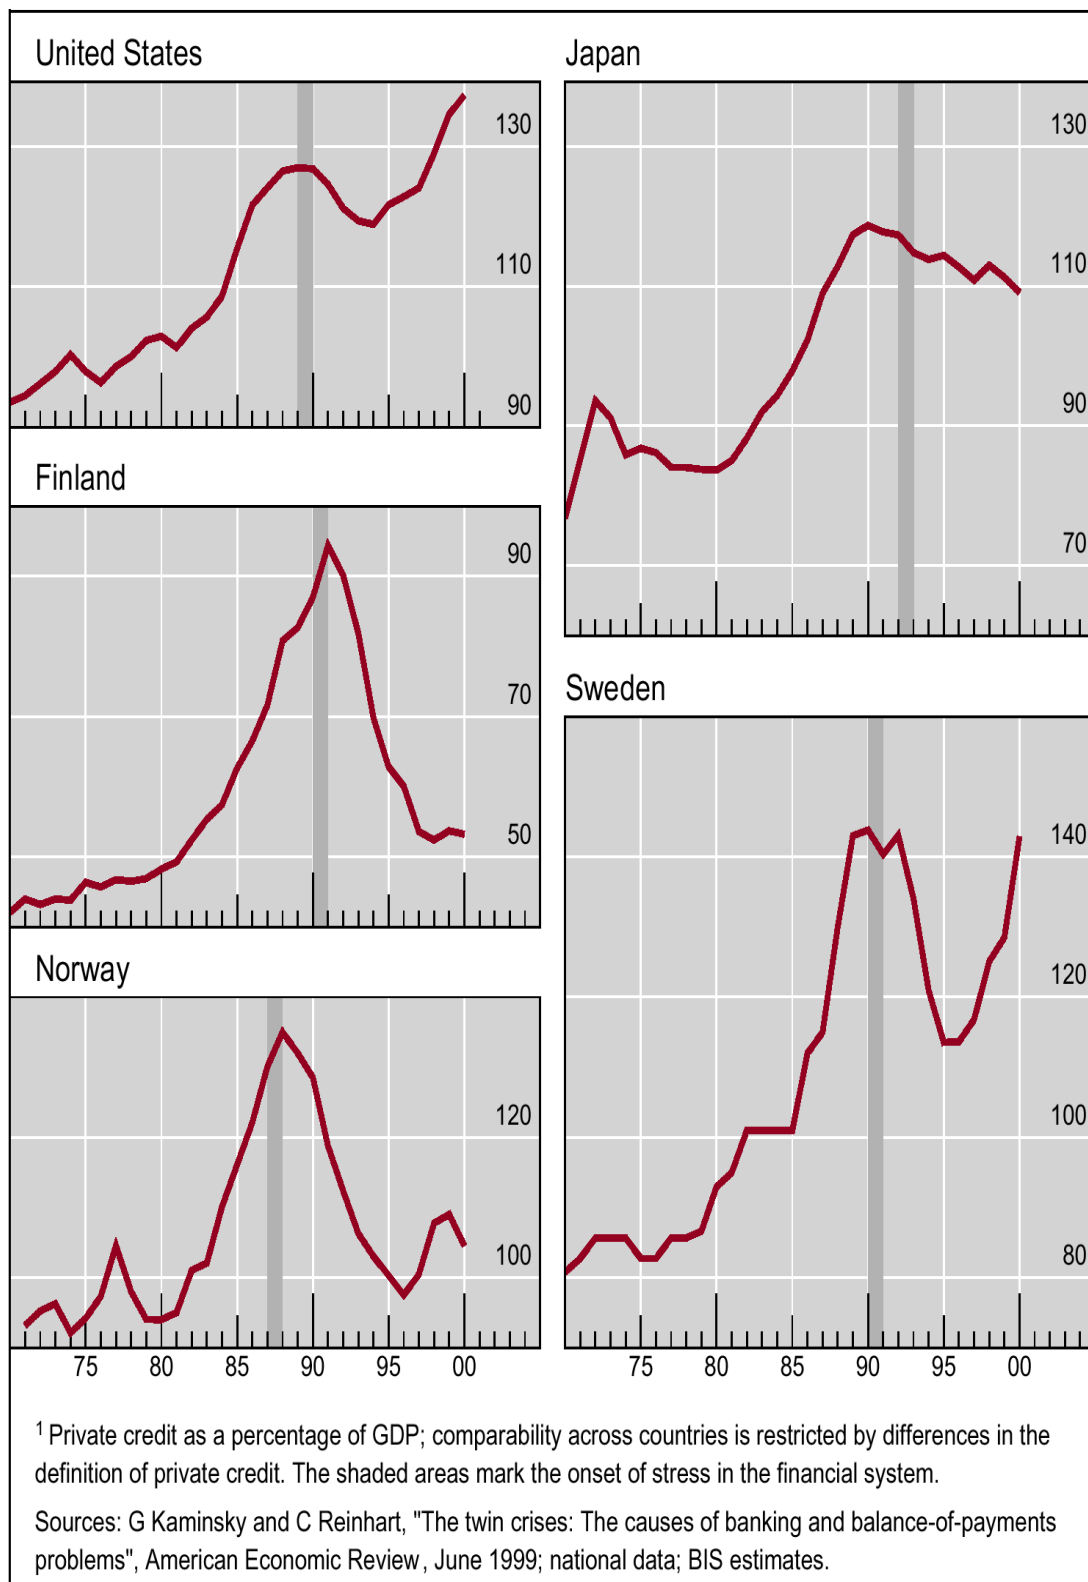 United States
130
110
90
Japan
130
110
90
70
Finland
90
70
50
Sweden
140
120
100
80
75 80 85 90 95 00
Norway
120
100
75 80 85 90 95 00
1 Private credit as a percentage of GDP; comparability across countries is restricted by differences in the
definition of private credit. The shaded areas mark the onset of stress in the financial system.
Sources: G Kaminsky and C Reinhart, "The twin crises: The causes of banking and balance-of-payments
problems", American Economic Review, June 1999; national data; BIS estimates.